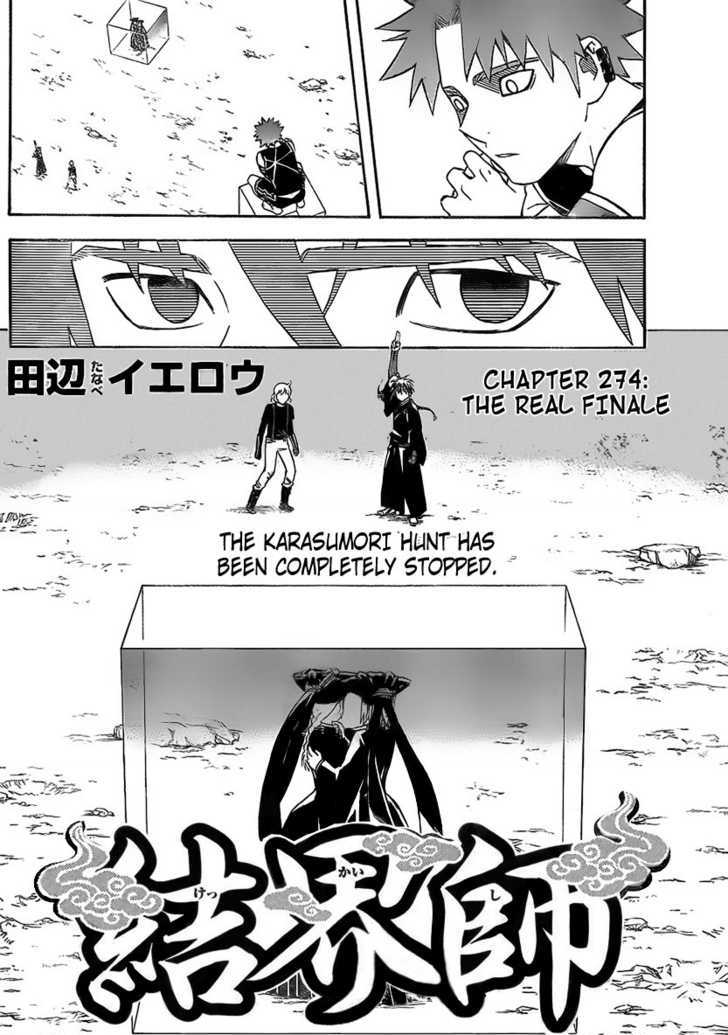 田辺イエロウ
たなべ
CHAPTER 274:
THE REAL FINALE
THE KARASUMORI HUNT HAS
BEEN COMPLETELY STOPPED.
結界師
けっかいし